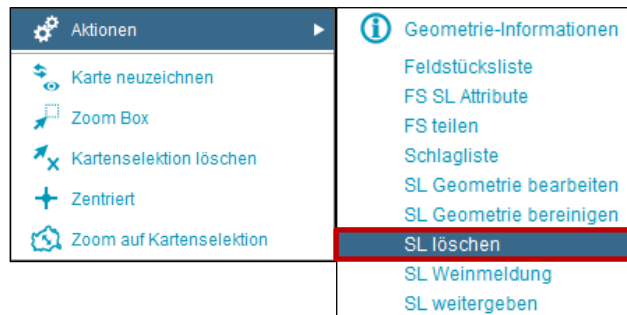 Aktionen
Karte neuzeichnen
Zoom Box
Kartenselektion löschen
Zentriert
Zoom auf Kartenselektion
Geometrie-Informationen
Feldstücksliste
FS SL Attribute
FS teilen
Schlagliste
SL Geometrie bearbeiten
SL Geometrie bereinigen
SL löschen
SL Weinmeldung
SL weitergeben